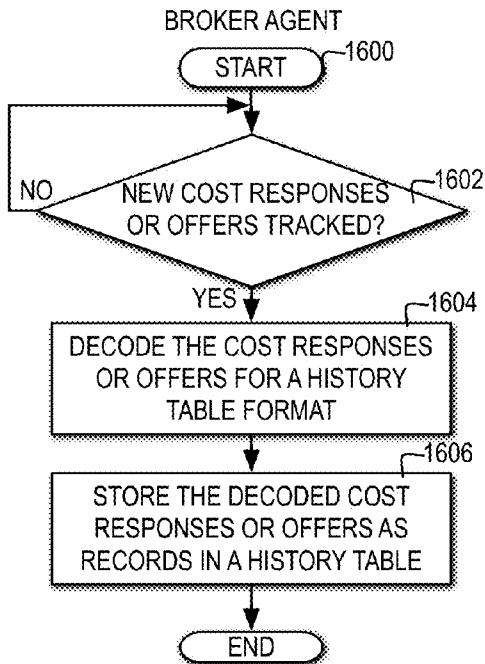 BROKER AGENT
START
1600
NEW COST RESPONSES
OR OFFERS TRACKED?
1602
NO
YES
1604
DECODE THE COST RESPONSES
OR OFFERS FOR A HISTORY
TABLE FORMAT
1606
STORE THE DECODED COST
RESPONSES OR OFFERS AS
RECORDS IN A HISTORY TABLE
END